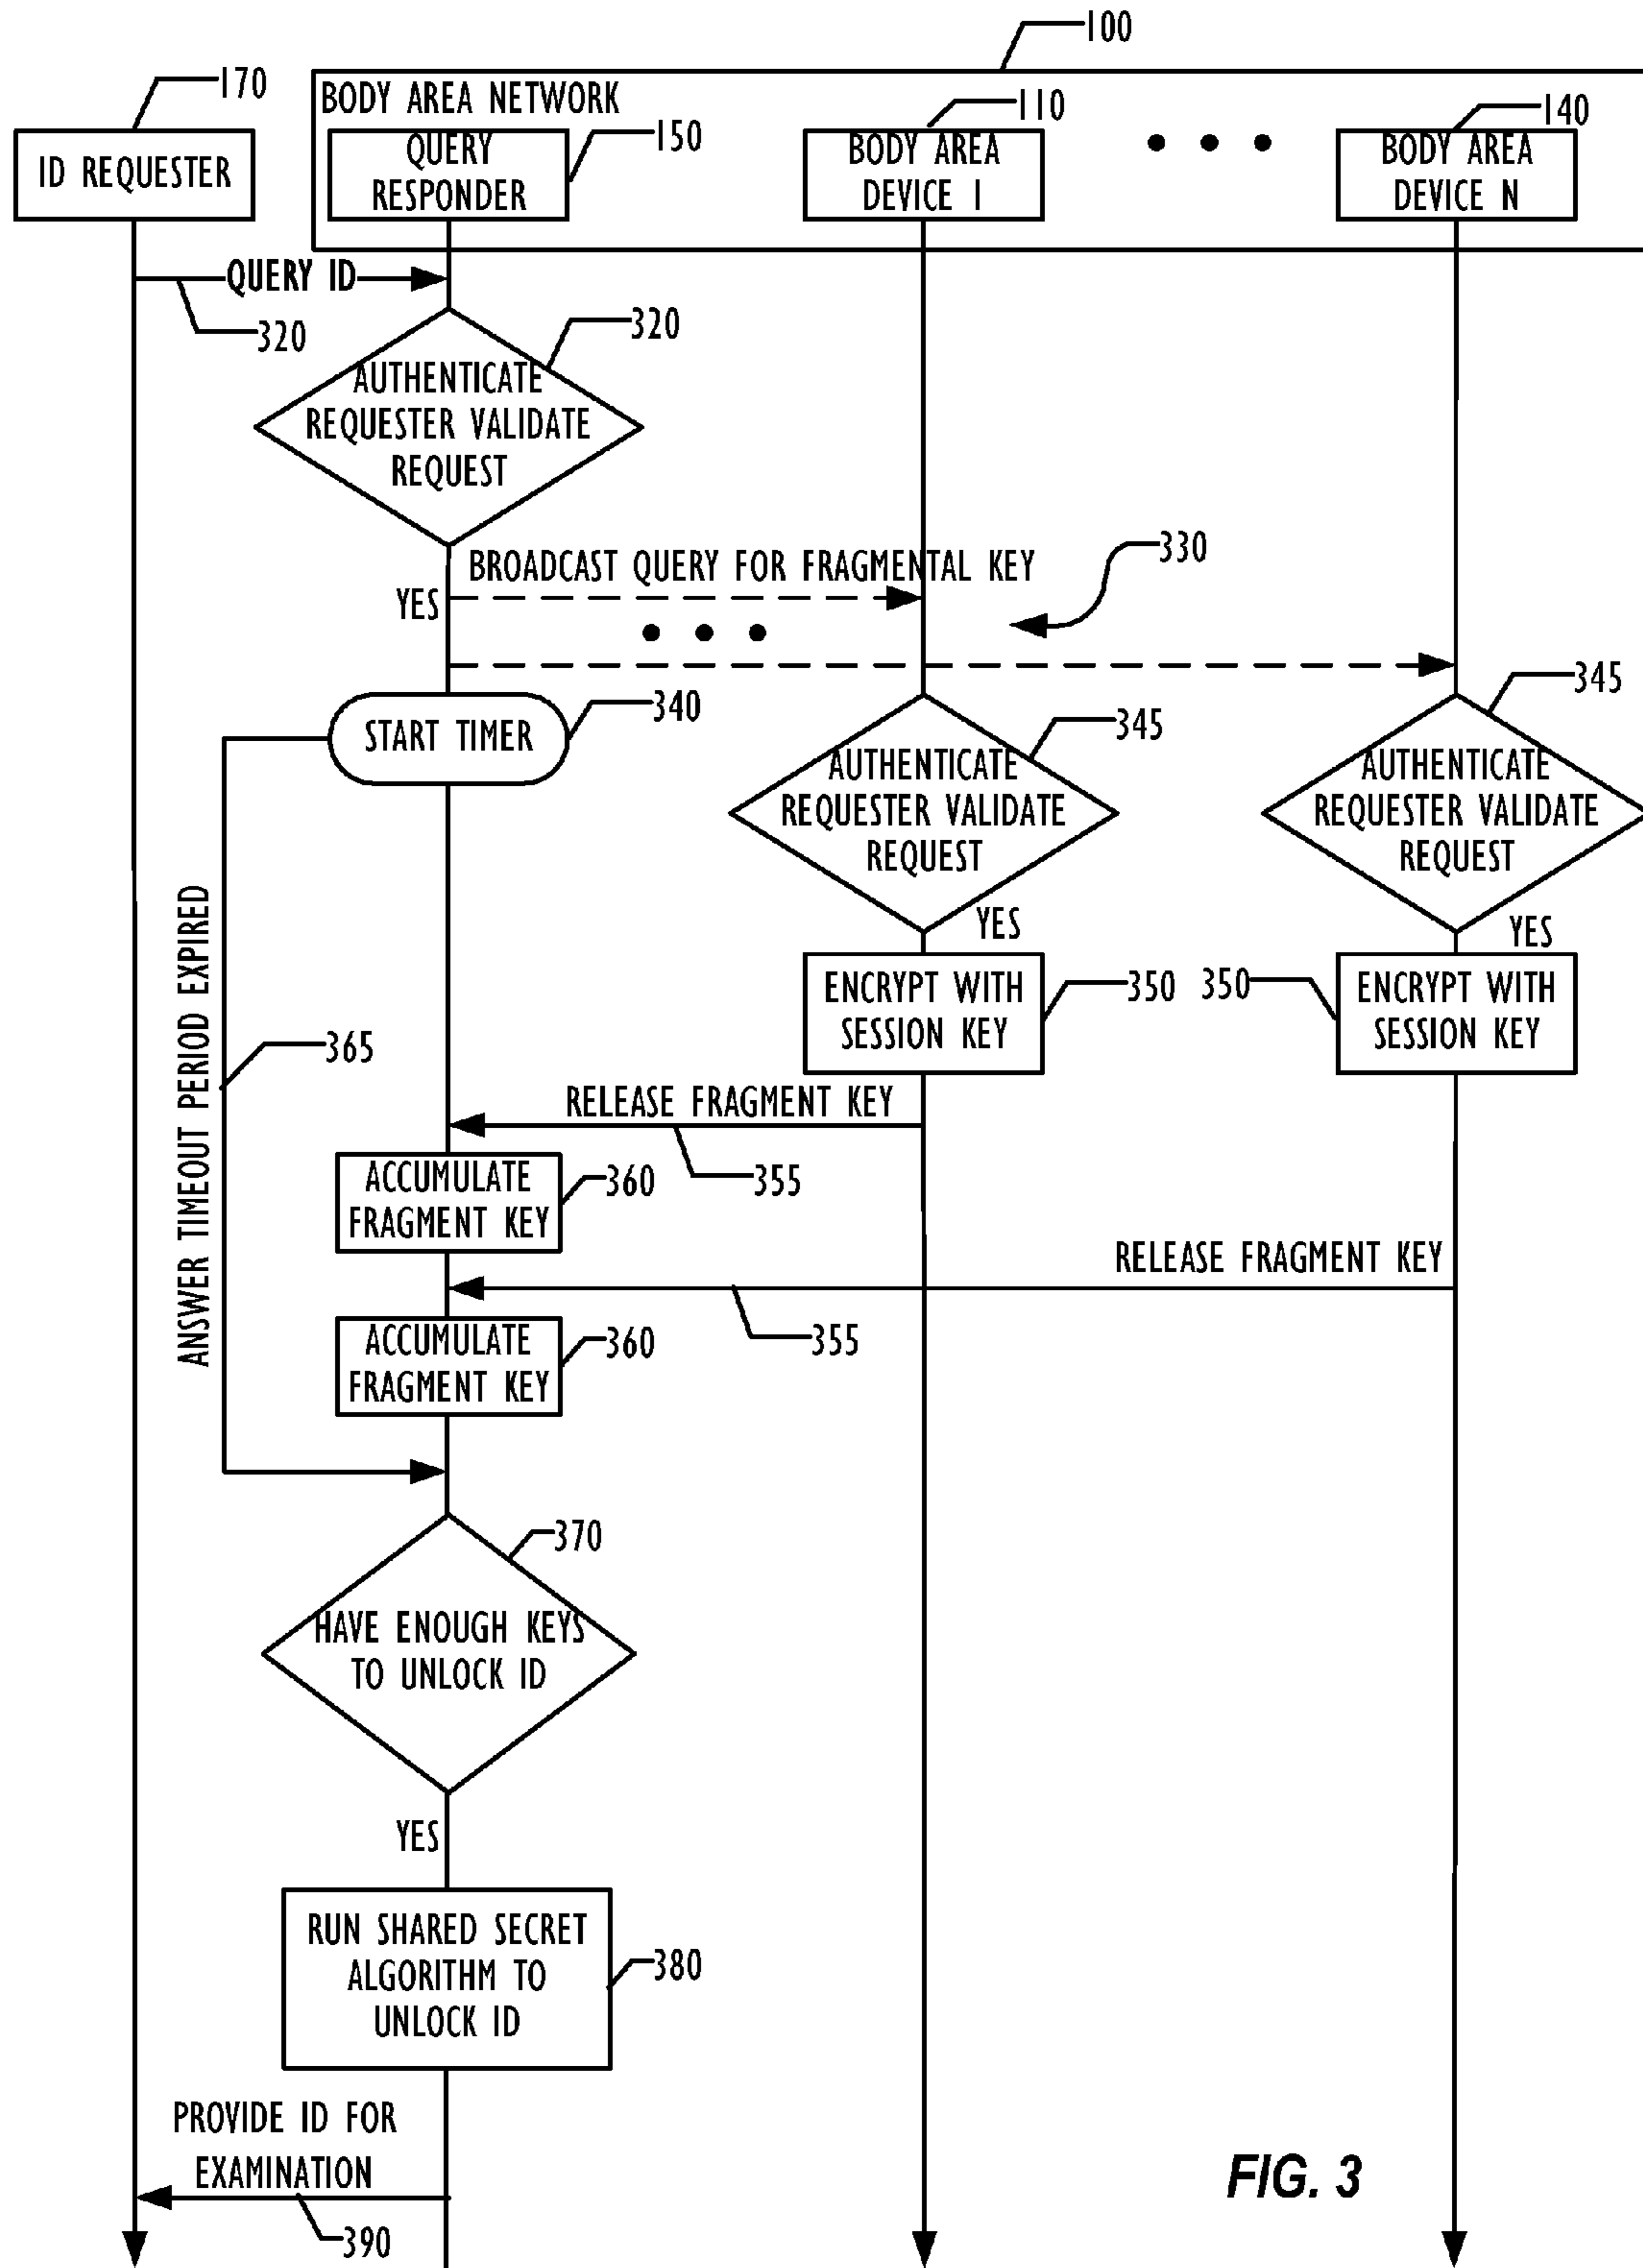 100
170
BODY AREA NETWORK
110
140
150
ID REQUESTER
QUERY
RESPONDER
BODY AREA
DEVICE 1
BODY AREA
DEVICE N
QUERY ID
320
320
AUTHENTICATE
REQUESTER VALIDATE
REQUEST
BROADCAST QUERY FOR FRAGMENTAL KEY
330
YES
START TIMER
340
345
345
AUTHENTICATE
REQUESTER VALIDATE
REQUEST
AUTHENTICATE
REQUESTER VALIDATE
REQUEST
YES
YES
ENCRYPT WITH
SESSION KEY
350
350
ENCRYPT WITH
SESSION KEY
ANSWER TIMEOUT PERIOD EXPIRED
365
RELEASE FRAGMENT KEY
355
ACCUMULATE
FRAGMENT KEY
360
RELEASE FRAGMENT KEY
355
ACCUMULATE
FRAGMENT KEY
360
370
HAVE ENOUGH KEYS
TO UNLOCK ID
YES
RUN SHARED SECRET
ALGORITHM TO
UNLOCK ID
380
PROVIDE ID FOR
EXAMINATION
390
FIG. 3